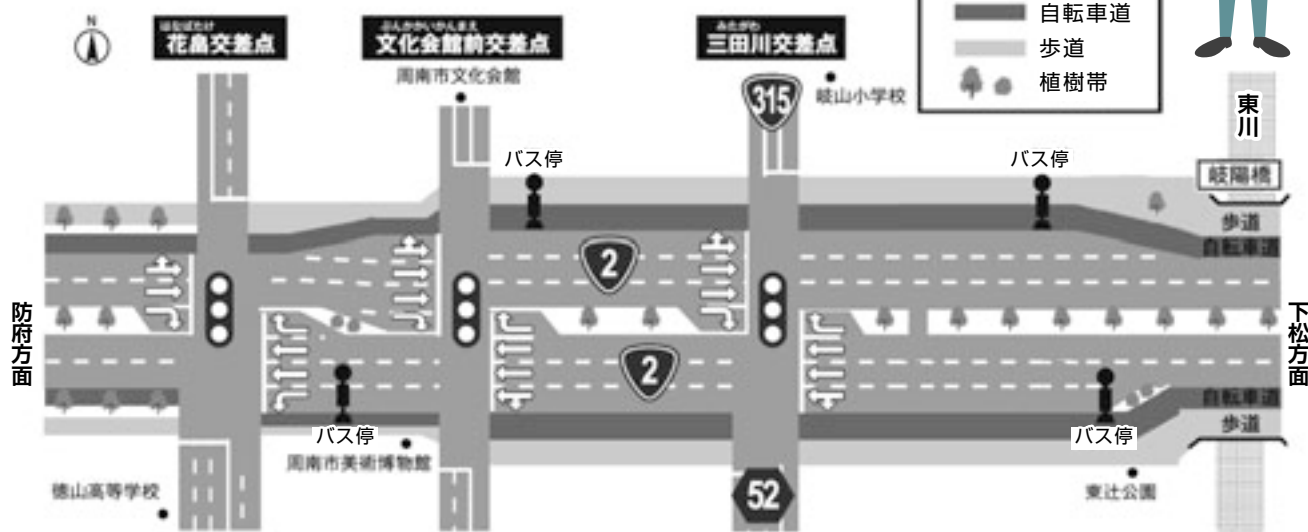 N
はなばたけ
花畠交差点
ぶんかかいかんまえ
文化会館前交差点
みたがわ
三田川交差点
自転車道
歩道
植樹帯
周南市文化会館
315
岐山小学校
東川
バス停
バス停
岐陽橋
歩道
自転車道
2
防府方面
下松方面
2
自転車道
歩道
バス停
バス停
周南市美術博物館
徳山高等学校
52
東辻公園